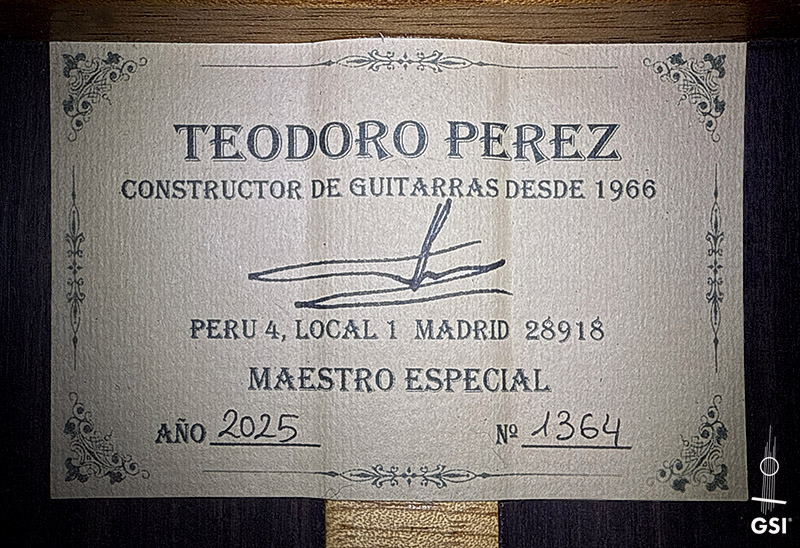 TEODORO PEREZ
CONSTRUCTOR DE GUITARRAS DESDE 1966
PERU 4, LOCAL 1 MADRID 28918
MAESTRO ESPECIAL
AÑO 2025 Nº 1364
GSI®